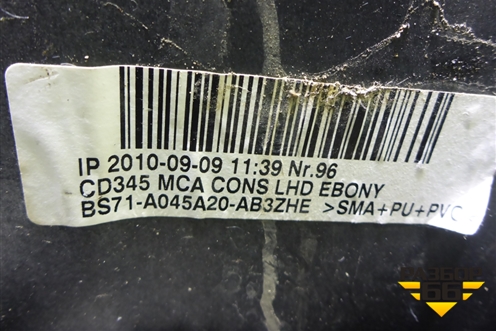 IP 2010-09-09 11:39 Nr.96
CD345 MCA CONS LHD EBONY
BS71-A045A20-AB3ZHE >SMA+PU+PVC
66